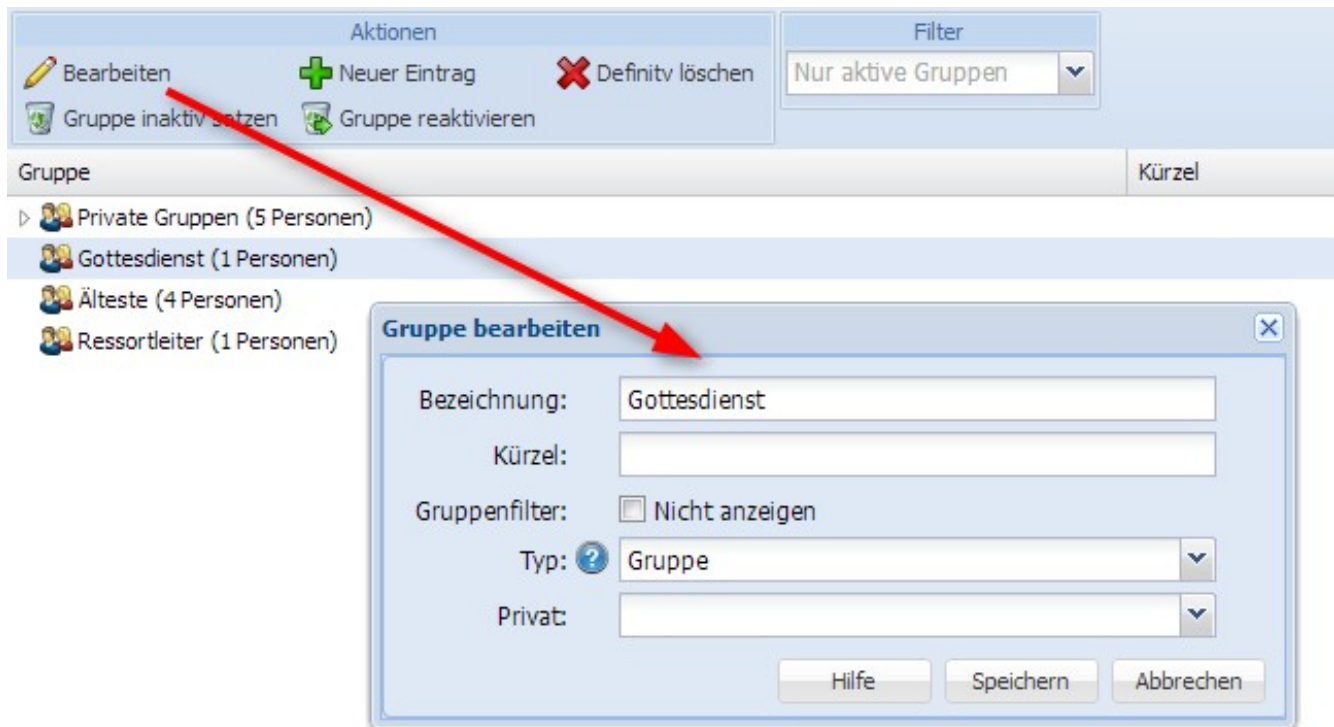 Aktionen Filter
Bearbeiten Neuer Eintrag Definitv löschen Nur aktive Gruppen
Gruppe inaktiv setzen Gruppe reaktivieren
Gruppe Kürzel
Private Gruppen (5 Personen)
Gottesdienst (1 Personen)
Älteste (4 Personen)
Ressortleiter (1 Personen)
Gruppe bearbeiten
Bezeichnung: Gottesdienst
Kürzel:
Gruppenfilter: Nicht anzeigen
Typ: ? Gruppe
Privat:
Hilfe Speichern Abbrechen